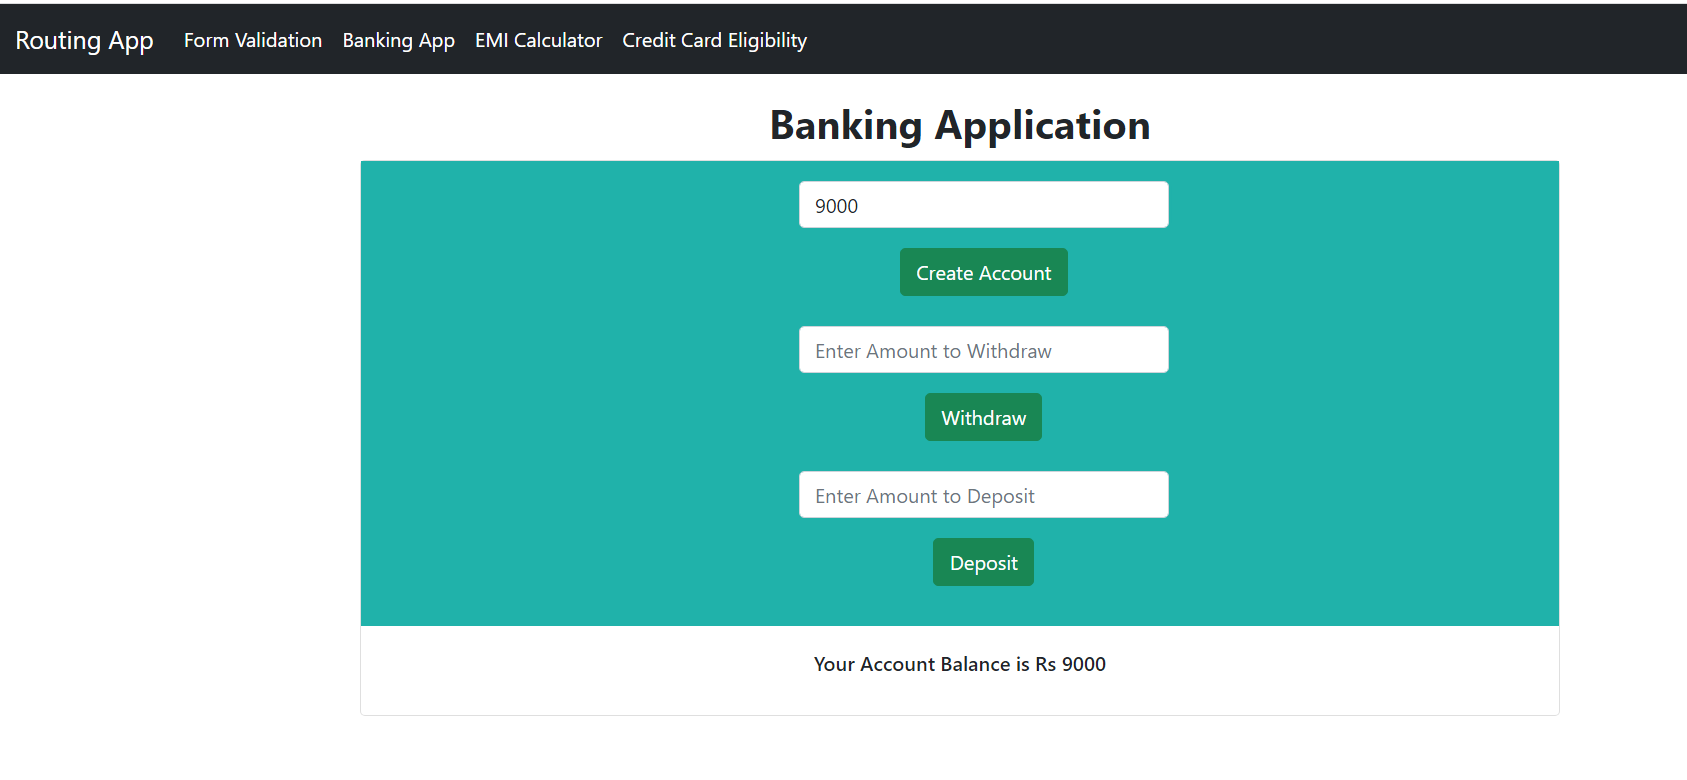 Routing App Form Validation Banking App EMI Calculator Credit Card Eligibility
Banking Application
9000
Create Account
Enter Amount to Withdraw
Withdraw
Enter Amount to Deposit
Deposit
Your Account Balance is Rs 9000